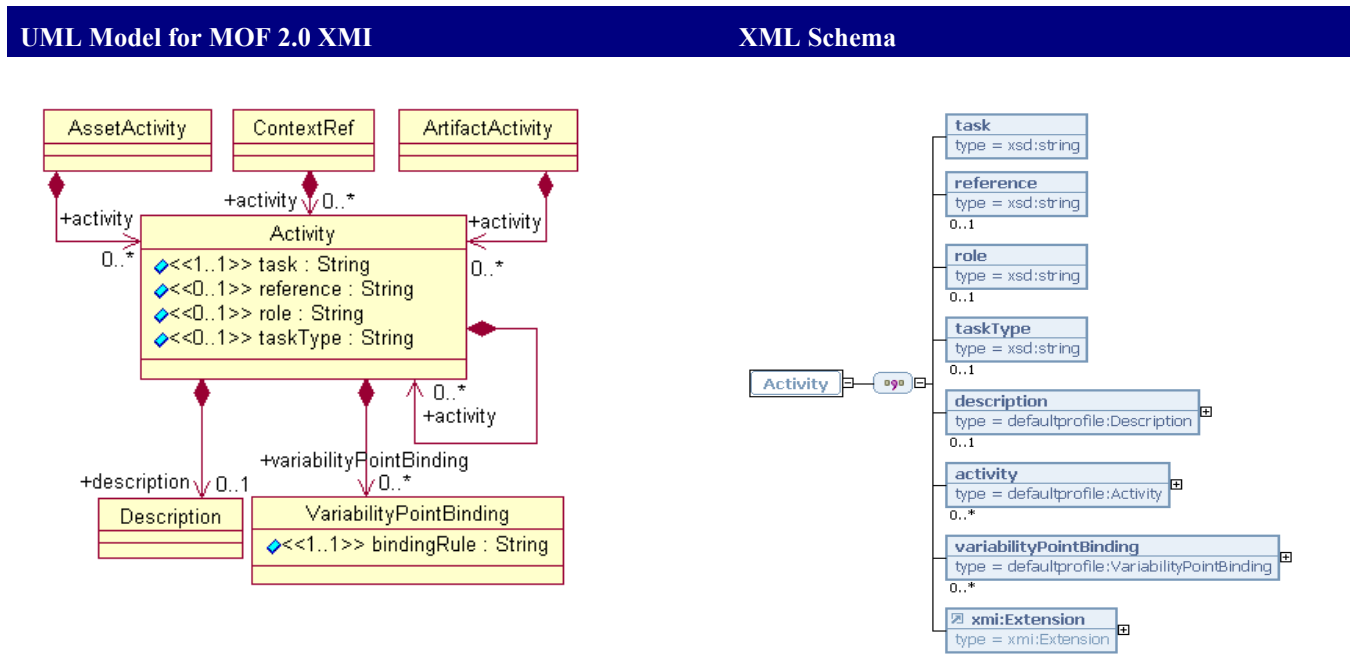 UML Model for MOF 2.0 XMI
XML Schema
AssetActivity
ContextRef
ArtifactActivity
+activity
0..*
+activity
0..*
+activity
0..*
Activity
<<1..1>> task : String
<<0..1>> reference : String
<<0..1>> role : String
<<0..1>> taskType : String
0..*
+activity
+description
0..1
+variabilityPointBinding
0..*
Description
VariabilityPointBinding
<<1..1>> bindingRule : String
Activity
task
type = xsd:string
reference
type = xsd:string
0..1
role
type = xsd:string
0..1
taskType
type = xsd:string
0..1
description
type = defaultprofile:Description
0..1
activity
type = defaultprofile:Activity
0..*
variabilityPointBinding
type = defaultprofile:VariabilityPointBinding
0..*
xmi:Extension
type = xmi:Extension